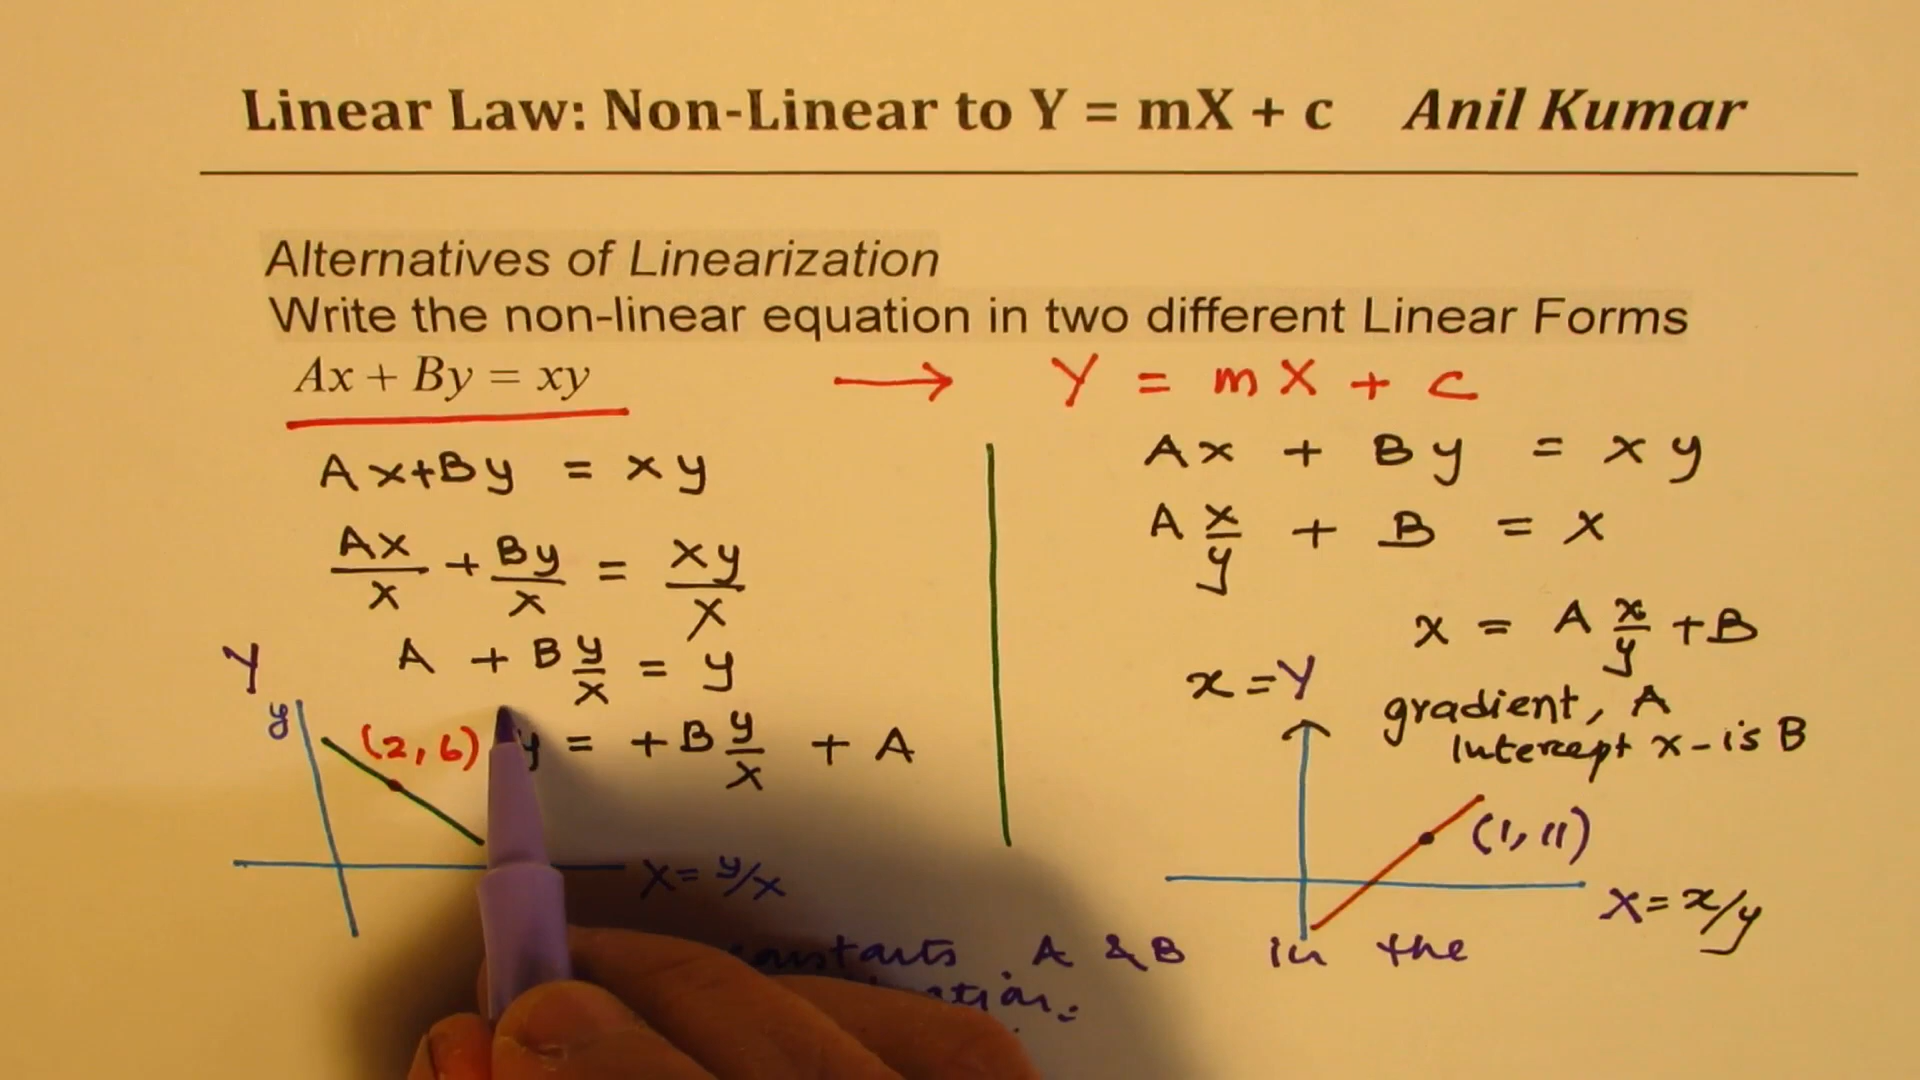 Linear Law: Non-Linear to Y = mX + c Anil Kumar
Alternatives of Linearization
Write the non-linear equation in two different Linear Forms
Ax + By = xy → Y = mX + c
Ax+By = xy
Ax/x + By/x = xy/x
A + B y/x = y
y = +B y/x + A
Y
y
(2, 6)
X = y/x
Ax + By = xy
A x/y + B = x
x = A x/y + B
x = Y
gradient, A
Intercept x - is B
(1, 11)
X = x/y
A & B in the